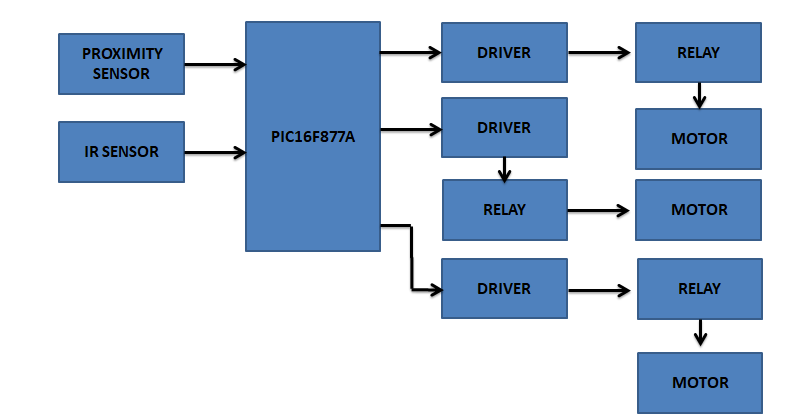 PROXIMITY
SENSOR
IR SENSOR
PIC16F877A
DRIVER
RELAY
MOTOR
DRIVER
RELAY
MOTOR
DRIVER
RELAY
MOTOR